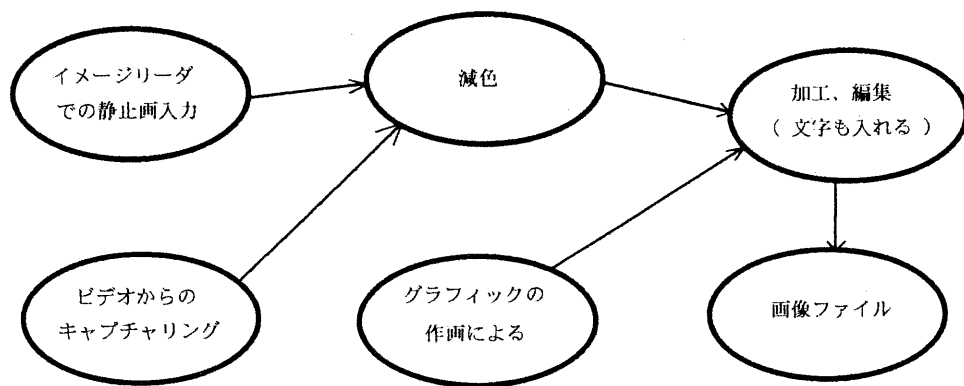 イメージリーダ
での静止画入力
減色
加工、編集
( 文字も入れる )
ビデオからの
キャプチャリング
グラフィックの
作画による
画像ファイル